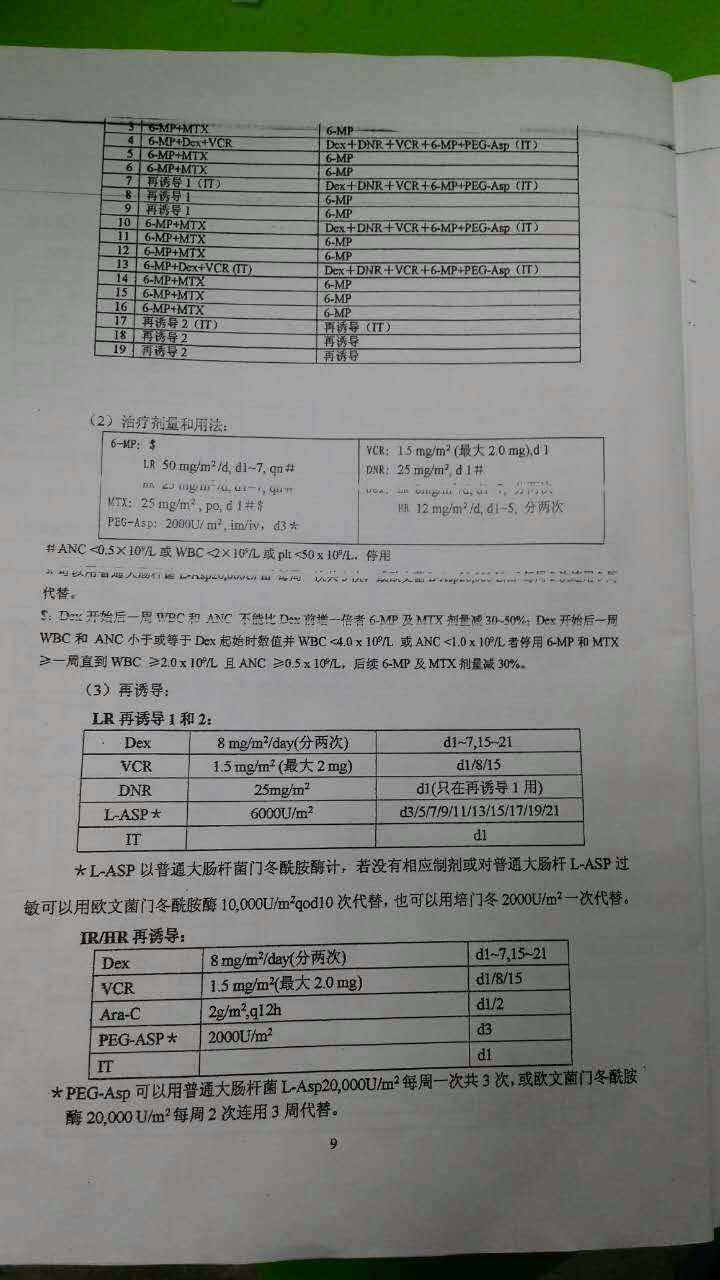 3 6-MP+MTX 6-MP
4 6-MP+Dex+VCR Dex+DNR+VCR+6-MP+PEG-Asp（IT）
5 6-MP+MTX 6-MP
6 6-MP+MTX 6-MP
7 再诱导 1（IT） Dex+DNR+VCR+6-MP+PEG-Asp（IT）
8 再诱导 1 6-MP
9 再诱导 1 6-MP
10 6-MP+MTX Dex+DNR+VCR+6-MP+PEG-Asp（IT）
11 6-MP+MTX 6-MP
12 6-MP+MTX 6-MP
13 6-MP+Dex+VCR (IT) Dex+DNR+VCR+6-MP+PEG-Asp（IT）
14 6-MP+MTX 6-MP
15 6-MP+MTX 6-MP
16 6-MP+MTX 6-MP
17 再诱导 2（IT） 再诱导（IT）
18 再诱导 2 再诱导
19 再诱导 2 再诱导
（2）治疗剂量和用法：
6-MP：$ VCR：1.5 mg/m² (最大 2.0 mg),d 1
LR 50 mg/m²/d, d1~7, qn＃ DNR：25 mg/m², d 1＃
MTX：25 mg/m², po, d 1＃$ HR 12 mg/m²/d, d1~5, 分两次
PEG-Asp：2000U/ m², im/iv，d3＊
＃ANC <0.5×10⁹/L 或 WBC <2×10⁹/L 或 plt <50 x 10⁹/L，停用
代替。
$：Dex 开始后一周 WBC 和 ANC 不能比 Dex 前增一倍者 6-MP 及 MTX 剂量减 30~50%；Dex 开始后一周
WBC 和 ANC 小于或等于 Dex 起始时数值并 WBC <4.0 x 10⁹/L 或 ANC <1.0 x 10⁹/L 者停用 6-MP 和 MTX
≥一周直到 WBC ≥2.0 x 10⁹/L 且 ANC ≥0.5 x 10⁹/L，后续 6-MP 及 MTX 剂量减 30%。
（3）再诱导：
LR 再诱导 1 和 2：
Dex 8 mg/m²/day(分两次) d1~7,15~21
VCR 1.5 mg/m² (最大 2 mg) d1/8/15
DNR 25mg/m² d1(只在再诱导 1 用)
L-ASP＊ 6000U/m² d3/5/7/9/11/13/15/17/19/21
IT d1
＊L-ASP 以普通大肠杆菌门冬酰胺酶计，若没有相应制剂或对普通大肠杆 L-ASP 过
敏可以用欧文菌门冬酰胺酶 10,000U/m²qod10 次代替，也可以用培门冬 2000U/m² 一次代替。
IR/HR 再诱导：
Dex 8 mg/m²/day(分两次) d1~7,15~21
VCR 1.5 mg/m²(最大 2.0 mg) d1/8/15
Ara-C 2g/m²,q12h d1/2
PEG-ASP＊ 2000U/m² d3
IT d1
＊PEG-Asp 可以用普通大肠杆菌 L-Asp20,000U/m² 每周一次共 3 次，或欧文菌门冬酰胺
酶 20,000 U/m² 每周 2 次连用 3 周代替。
9